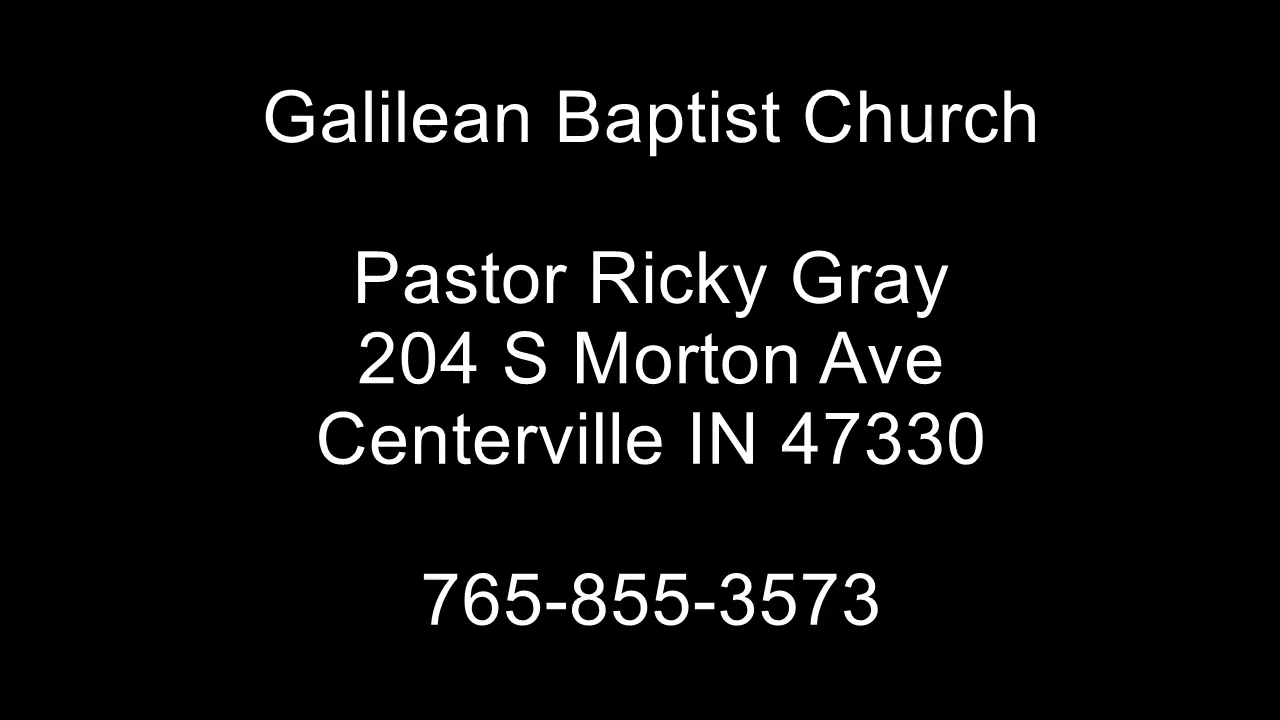 Galilean Baptist Church
Pastor Ricky Gray
204 S Morton Ave
Centerville IN 47330
765-855-3573